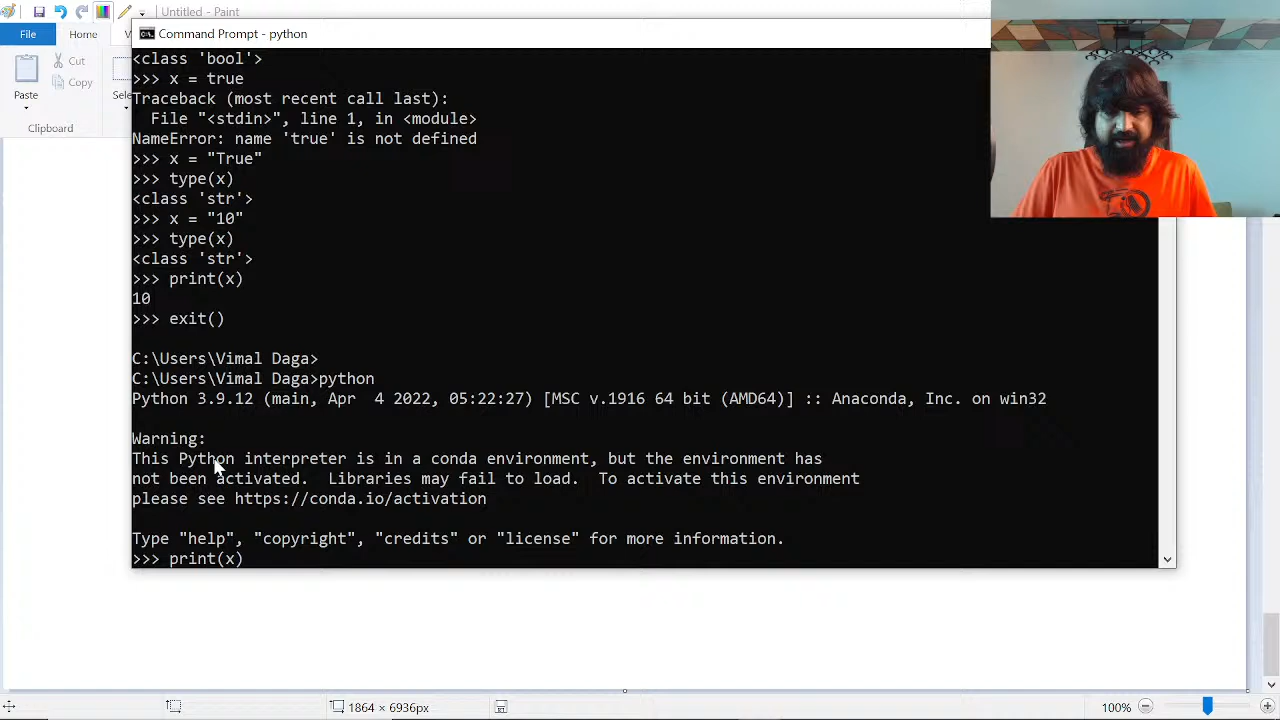 Untitled - Paint
File
Home
V
Cut
Copy
Paste
Selec
Clipboard
Command Prompt - python
<class 'bool'>
>>> x = true
Traceback (most recent call last):
  File "<stdin>", line 1, in <module>
NameError: name 'true' is not defined
>>> x = "True"
>>> type(x)
<class 'str'>
>>> x = "10"
>>> type(x)
<class 'str'>
>>> print(x)
10
>>> exit()
C:\Users\Vimal Daga>
C:\Users\Vimal Daga>python
Python 3.9.12 (main, Apr  4 2022, 05:22:27) [MSC v.1916 64 bit (AMD64)] :: Anaconda, Inc. on win32
Warning:
This Python interpreter is in a conda environment, but the environment has
not been activated.  Libraries may fail to load.  To activate this environment
please see https://conda.io/activation
Type "help", "copyright", "credits" or "license" for more information.
>>> print(x)
1864 × 6936px
100%